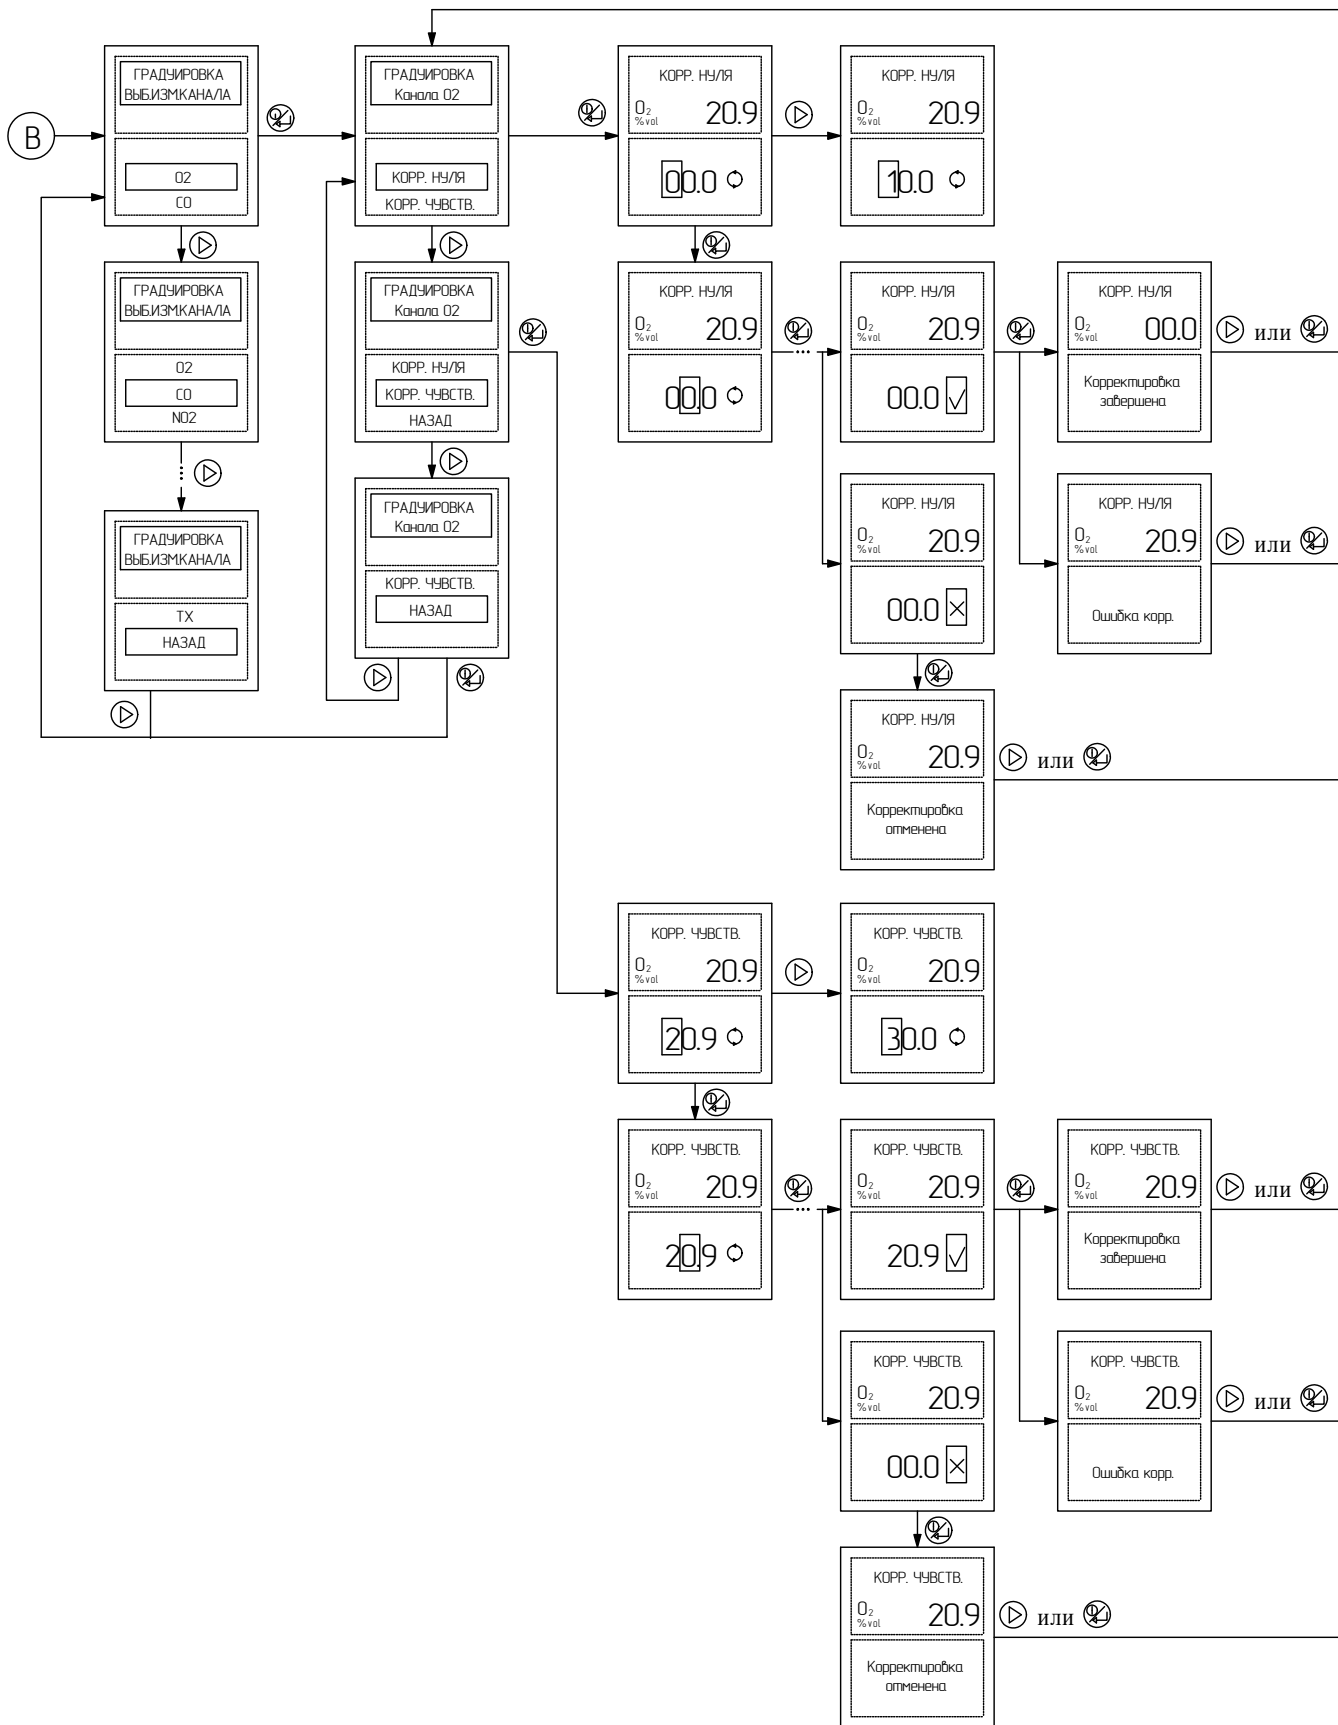 B
ГРАДУИРОВКА
ВЫБ.ИЗМ.КАНАЛА
O2
CO
ГРАДУИРОВКА
ВЫБ.ИЗМ.КАНАЛА
O2
CO
NO2
ГРАДУИРОВКА
ВЫБ.ИЗМ.КАНАЛА
TX
НАЗАД
ГРАДУИРОВКА
Канала O2
КОРР. НУЛЯ
КОРР. ЧУВСТВ.
ГРАДУИРОВКА
Канала O2
КОРР. НУЛЯ
КОРР. ЧУВСТВ.
НАЗАД
ГРАДУИРОВКА
Канала O2
КОРР. ЧУВСТВ.
НАЗАД
КОРР. НУЛЯ
O2 20.9
%vol
00.0
КОРР. НУЛЯ
O2 20.9
%vol
10.0
КОРР. НУЛЯ
O2 20.9
%vol
00.0
КОРР. НУЛЯ
O2 20.9
%vol
00.0 ✓
КОРР. НУЛЯ
O2 00.0
%vol
Корректировка
завершена
или
КОРР. НУЛЯ
O2 20.9
%vol
00.0 ×
КОРР. НУЛЯ
O2 20.9
%vol
Ошибка корр.
или
КОРР. НУЛЯ
O2 20.9
%vol
Корректировка
отменена
или
КОРР. ЧУВСТВ.
O2 20.9
%vol
20.9
КОРР. ЧУВСТВ.
O2 20.9
%vol
30.0
КОРР. ЧУВСТВ.
O2 20.9
%vol
20.9
КОРР. ЧУВСТВ.
O2 20.9
%vol
20.9 ✓
КОРР. ЧУВСТВ.
O2 20.9
%vol
Корректировка
завершена
или
КОРР. ЧУВСТВ.
O2 20.9
%vol
00.0 ×
КОРР. ЧУВСТВ.
O2 20.9
%vol
Ошибка корр.
или
КОРР. ЧУВСТВ.
O2 20.9
%vol
Корректировка
отменена
или